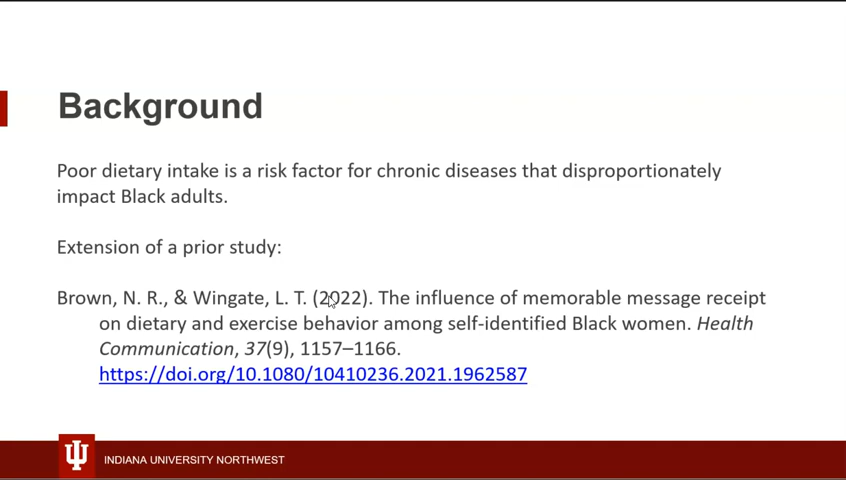 Background
Poor dietary intake is a risk factor for chronic diseases that disproportionately
impact Black adults.
Extension of a prior study:
Brown, N. R., & Wingate, L. T. (2022). The influence of memorable message receipt
on dietary and exercise behavior among self-identified Black women. Health
Communication, 37(9), 1157–1166.
https://doi.org/10.1080/10410236.2021.1962587
INDIANA UNIVERSITY NORTHWEST